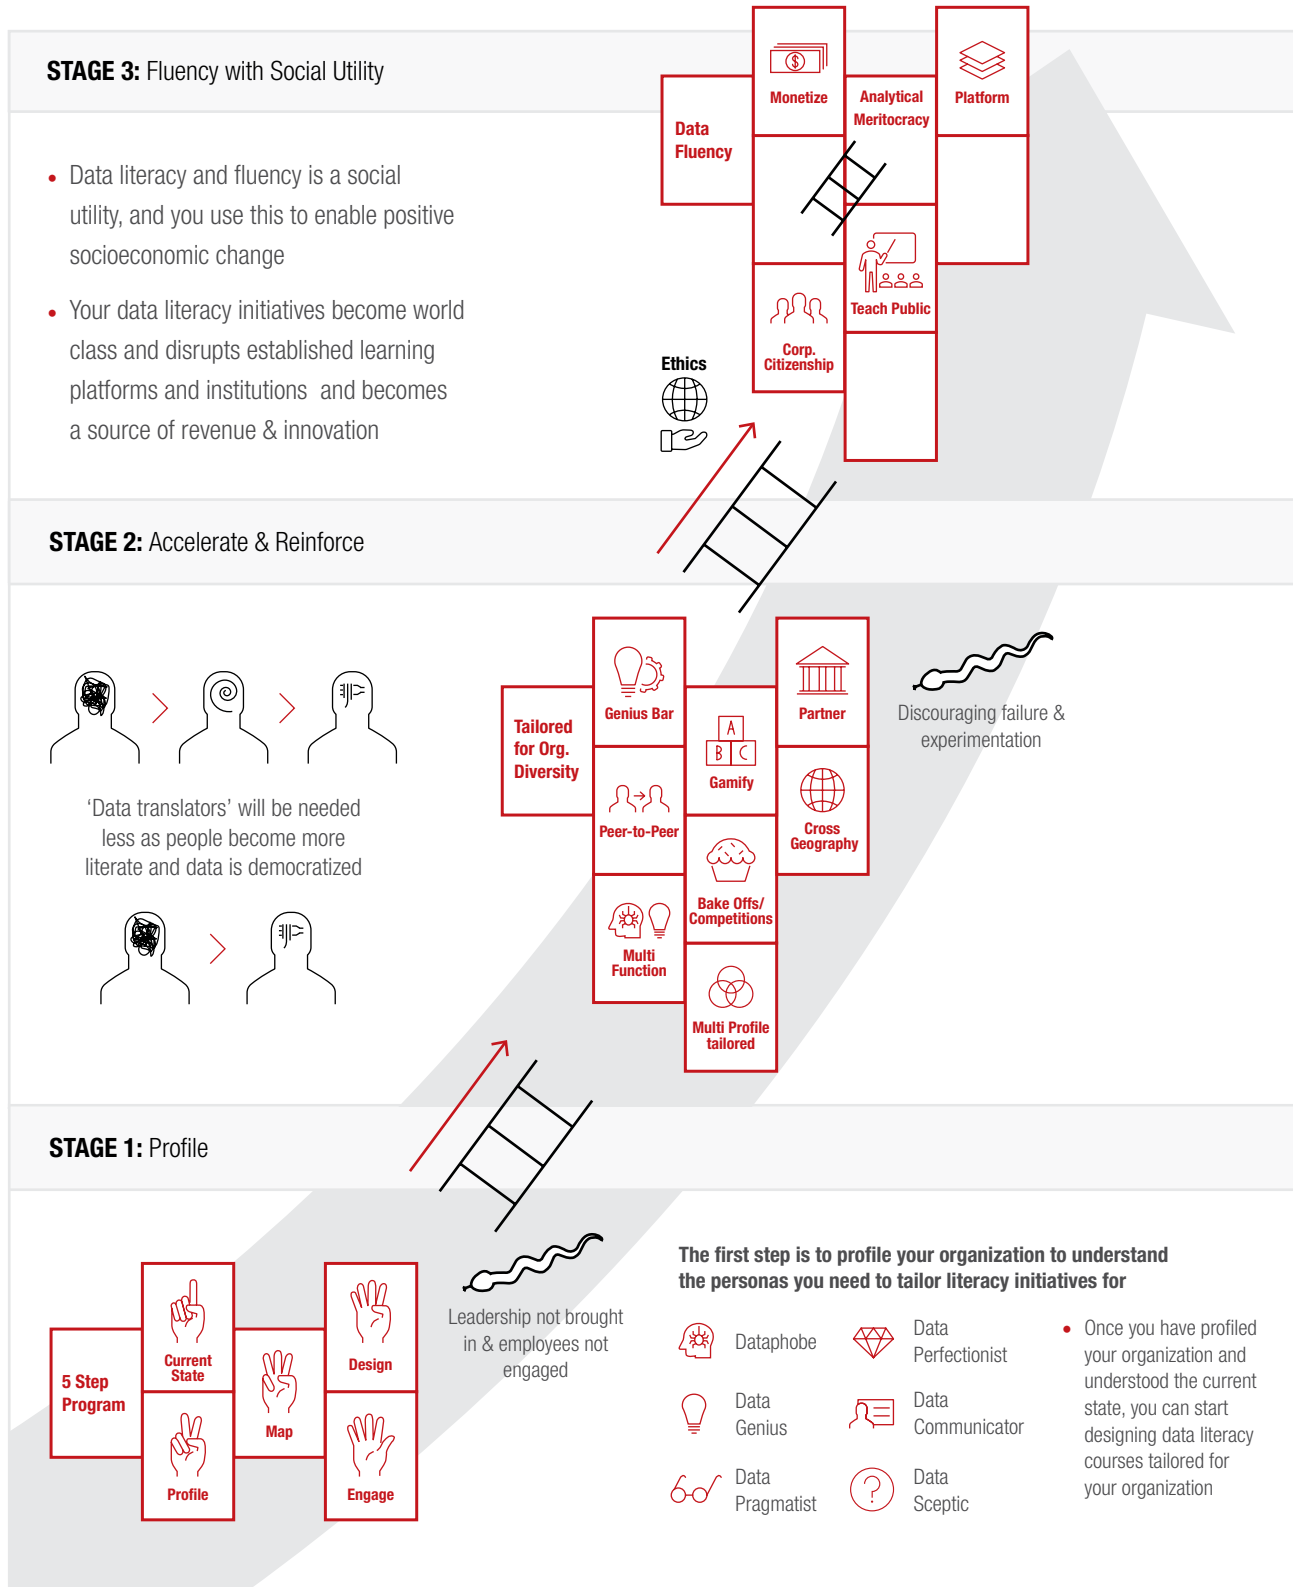 STAGE 3: Fluency with Social Utility
Monetize
Platform
Analytical
Meritocracy
Data
Fluency
• Data literacy and fluency is a social
utility, and you use this to enable positive
socioeconomic change
• Your data literacy initiatives become world
class and disrupts established learning
platforms and institutions and becomes
a source of revenue & innovation
Teach Public
Corp.
Citizenship
Ethics
STAGE 2: Accelerate & Reinforce
Tailored
for Org.
Diversity
Genius Bar
Partner
A
B C
Gamify
Peer-to-Peer
Cross
Geography
Bake Offs/
Competitions
Multi
Function
Multi Profile
tailored
Discouraging failure &
experimentation
‘Data translators’ will be needed
less as people become more
literate and data is democratized
STAGE 1: Profile
5 Step
Program
Current
State
Profile
Map
Design
Engage
Leadership not brought
in & employees not
engaged
The first step is to profile your organization to understand
the personas you need to tailor literacy initiatives for
Dataphobe
Data
Perfectionist
Data
Genius
Data
Communicator
Data
Pragmatist
?
Data
Sceptic
• Once you have profiled
your organization and
understood the current
state, you can start
designing data literacy
courses tailored for
your organization
$